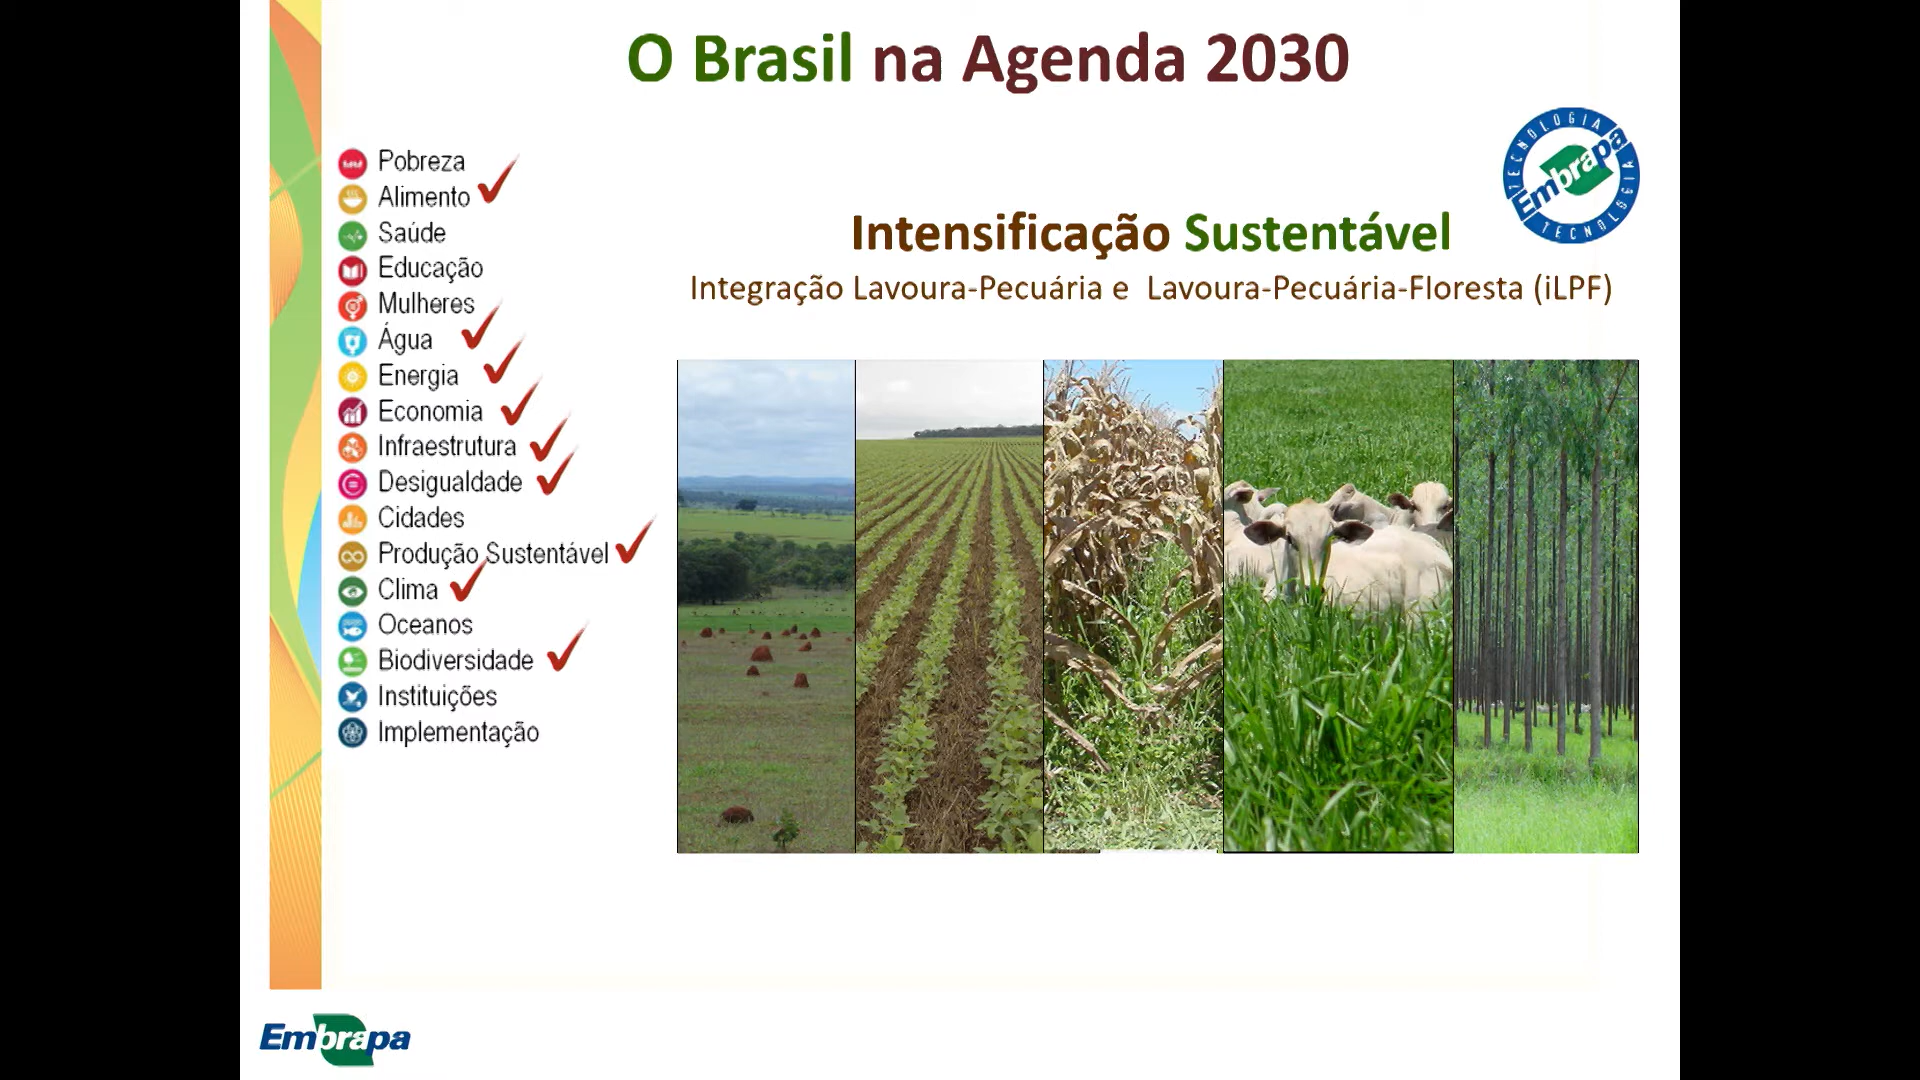 O Brasil na Agenda 2030
Pobreza
Alimento
Saúde
Educação
Mulheres
Água
Energia
Economia
Infraestrutura
Desigualdade
Cidades
Produção Sustentável
Clima
Oceanos
Biodiversidade
Instituições
Implementação
TECNOLOGIA
Embrapa
TECNOLOGIA
Intensificação Sustentável
Integração Lavoura-Pecuária e Lavoura-Pecuária-Floresta (iLPF)
Embrapa